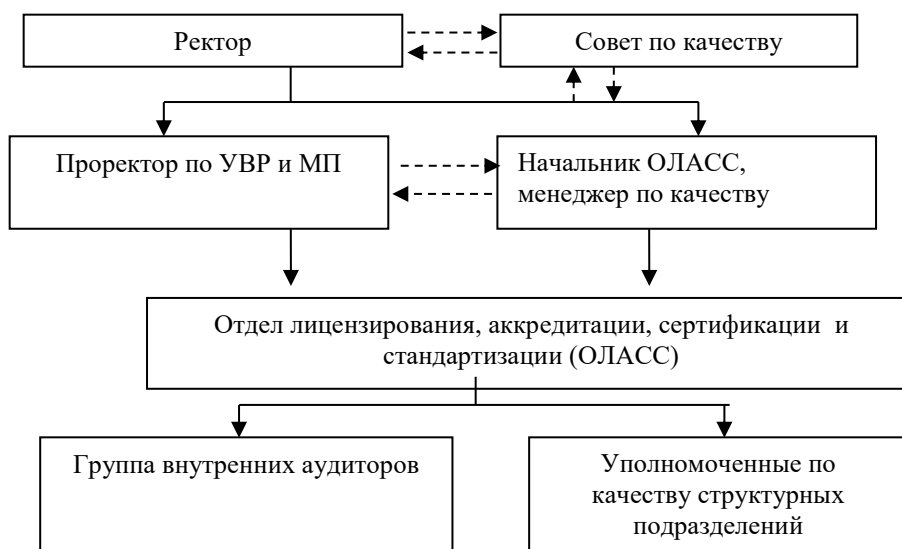 Ректор
Совет по качеству
Проректор по УВР и МП
Начальник ОЛАСС,
менеджер по качеству
Отдел лицензирования, аккредитации, сертификации и
стандартизации (ОЛАСС)
Группа внутренних аудиторов
Уполномоченные по
качеству структурных
подразделений